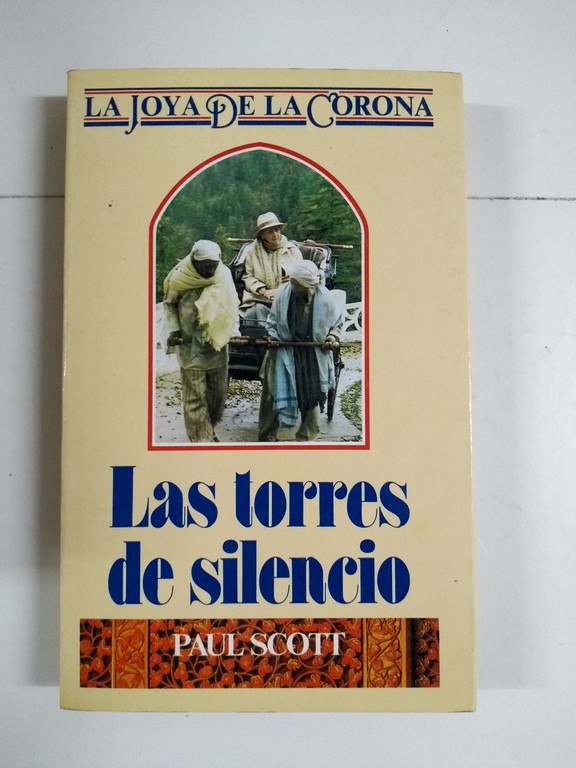 LA JOYA DE LA CORONA
Las torres
de silencio
PAUL SCOTT